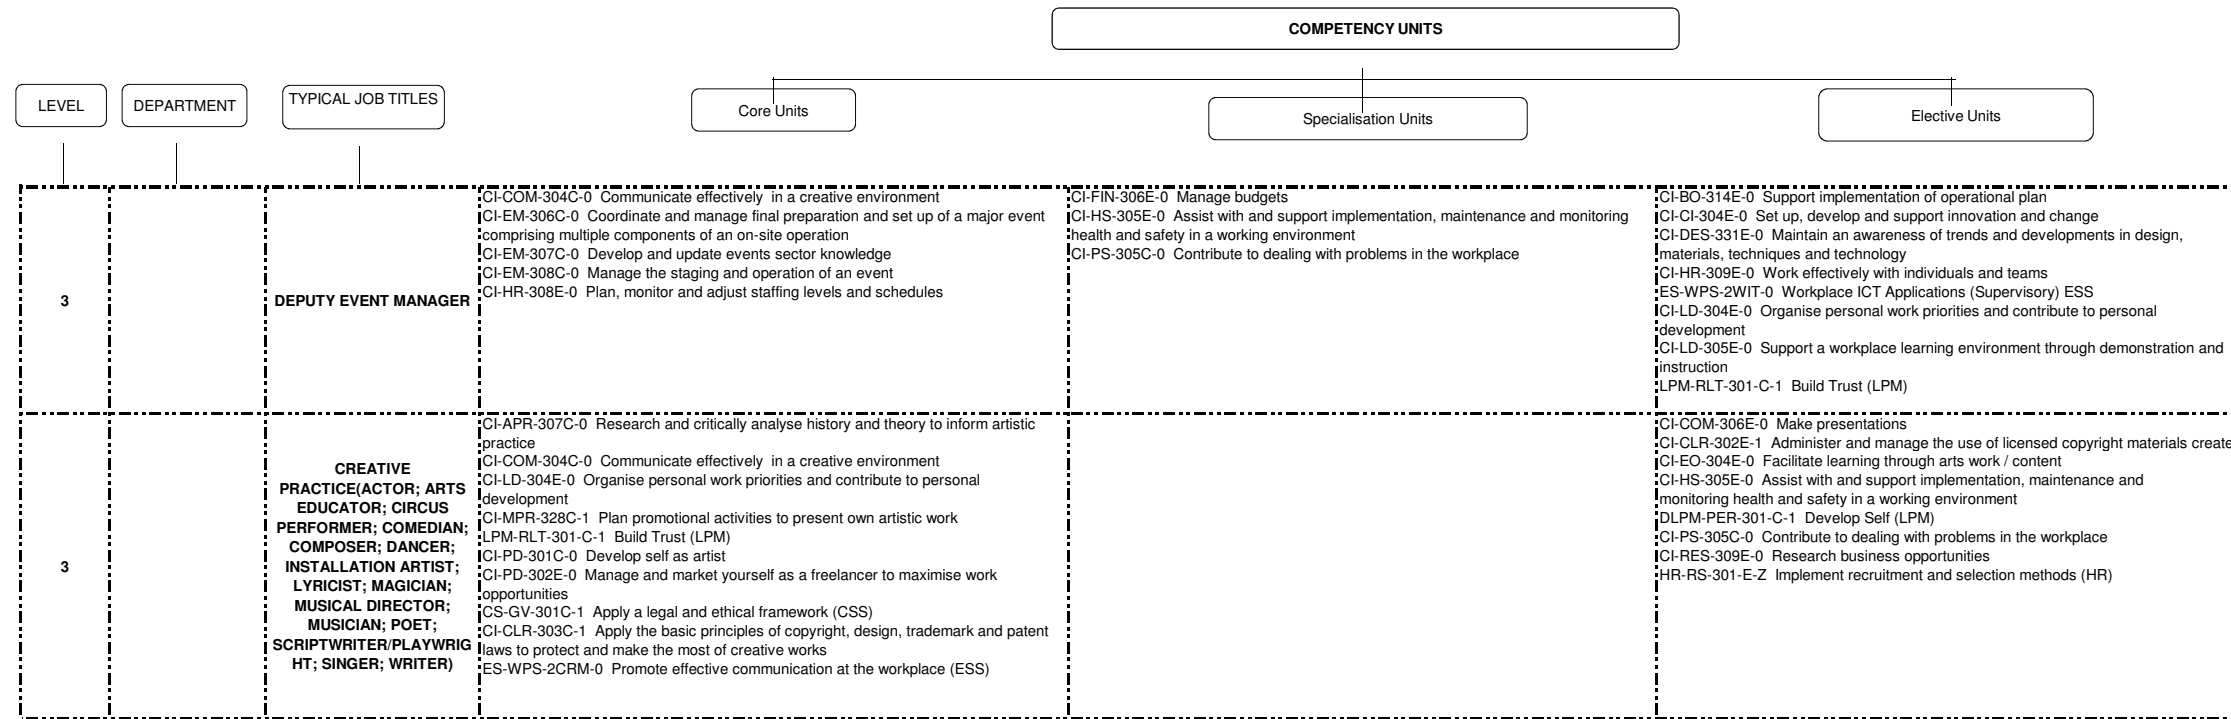 COMPETENCY UNITS
LEVEL
DEPARTMENT
TYPICAL JOB TITLES
Core Units
Specialisation Units
Elective Units
3
DEPUTY EVENT MANAGER
CI-COM-304C-0 Communicate effectively in a creative environment
CI-EM-306C-0 Coordinate and manage final preparation and set up of a major event
comprising multiple components of an on-site operation
CI-EM-307C-0 Develop and update events sector knowledge
CI-EM-308C-0 Manage the staging and operation of an event
CI-HR-308E-0 Plan, monitor and adjust staffing levels and schedules
CI-FIN-306E-0 Manage budgets
CI-HS-305E-0 Assist with and support implementation, maintenance and monitoring
health and safety in a working environment
CI-PS-305C-0 Contribute to dealing with problems in the workplace
CI-BO-314E-0 Support implementation of operational plan
CI-CI-304E-0 Set up, develop and support innovation and change
CI-DES-331E-0 Maintain an awareness of trends and developments in design,
materials, techniques and technology
CI-HR-309E-0 Work effectively with individuals and teams
ES-WPS-2WIT-0 Workplace ICT Applications (Supervisory) ESS
CI-LD-304E-0 Organise personal work priorities and contribute to personal
development
CI-LD-305E-0 Support a workplace learning environment through demonstration and
instruction
LPM-RLT-301-C-1 Build Trust (LPM)
3
CREATIVE
PRACTICE(ACTOR; ARTS
EDUCATOR; CIRCUS
PERFORMER; COMEDIAN;
COMPOSER; DANCER;
INSTALLATION ARTIST;
LYRICIST; MAGICIAN;
MUSICAL DIRECTOR;
MUSICIAN; POET;
SCRIPTWRITER/PLAYWRIG
HT; SINGER; WRITER)
CI-APR-307C-0 Research and critically analyse history and theory to inform artistic
practice
CI-COM-304C-0 Communicate effectively in a creative environment
CI-LD-304E-0 Organise personal work priorities and contribute to personal
development
CI-MPR-328C-1 Plan promotional activities to present own artistic work
LPM-RLT-301-C-1 Build Trust (LPM)
CI-PD-301C-0 Develop self as artist
CI-PD-302E-0 Manage and market yourself as a freelancer to maximise work
opportunities
CS-GV-301C-1 Apply a legal and ethical framework (CSS)
CI-CLR-303C-1 Apply the basic principles of copyright, design, trademark and patent
laws to protect and make the most of creative works
ES-WPS-2CRM-0 Promote effective communication at the workplace (ESS)
CI-COM-306E-0 Make presentations
CI-CLR-302E-1 Administer and manage the use of licensed copyright materials create
CI-EO-304E-0 Facilitate learning through arts work / content
CI-HS-305E-0 Assist with and support implementation, maintenance and
monitoring health and safety in a working environment
DLPM-PER-301-C-1 Develop Self (LPM)
CI-PS-305C-0 Contribute to dealing with problems in the workplace
CI-RES-309E-0 Research business opportunities
HR-RS-301-E-Z Implement recruitment and selection methods (HR)